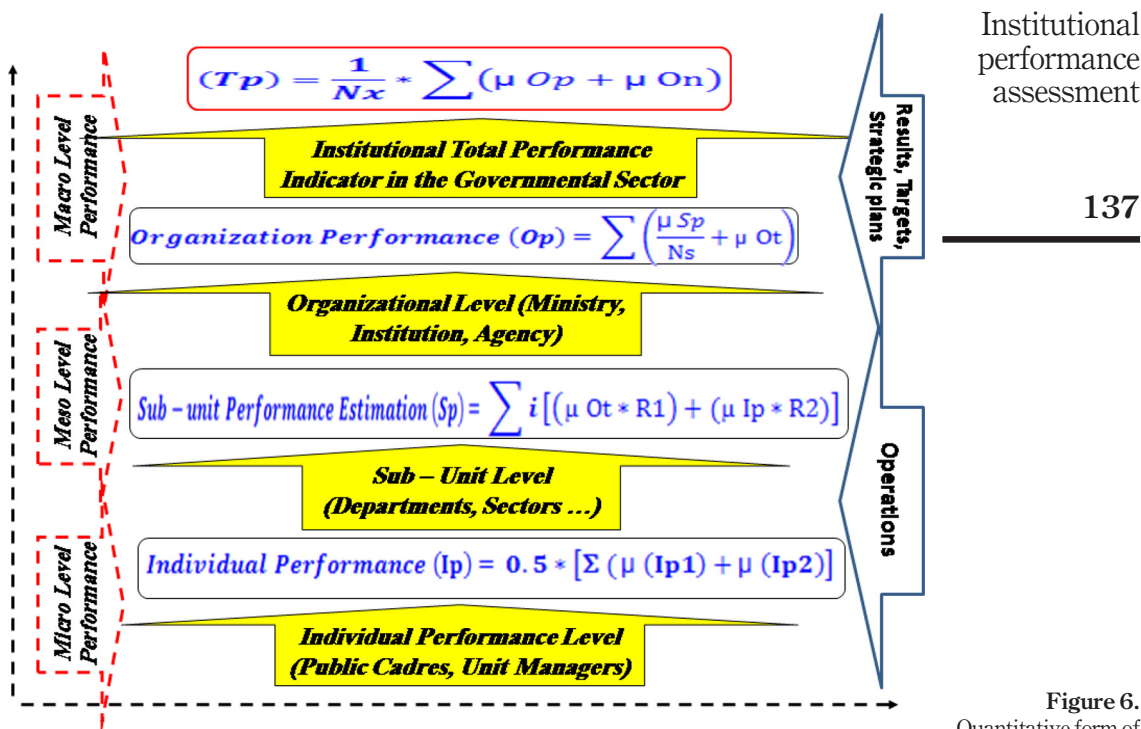 Institutional
performance
assessment
137
(Tp) = 1/Nx * ∑(μ Op + μ On)
Institutional Total Performance
Indicator in the Governmental Sector
Organization Performance (Op) = ∑(μ Sp/Ns + μ Ot)
Organizational Level (Ministry,
Institution, Agency)
Sub – unit Performance Estimation (Sp) = ∑ i [(μ Ot * R1) + (μ Ip * R2)]
Sub – Unit Level
(Departments, Sectors ...)
Individual Performance (Ip) = 0.5 * [Σ (μ (Ip1) + μ (Ip2)]
Individual Performance Level
(Public Cadres, Unit Managers)
Macro Level
Performance
Meso Level
Performance
Micro Level
Performance
Results, Targets,
Strategic plans
Operations
Figure 6.
Quantitative form of